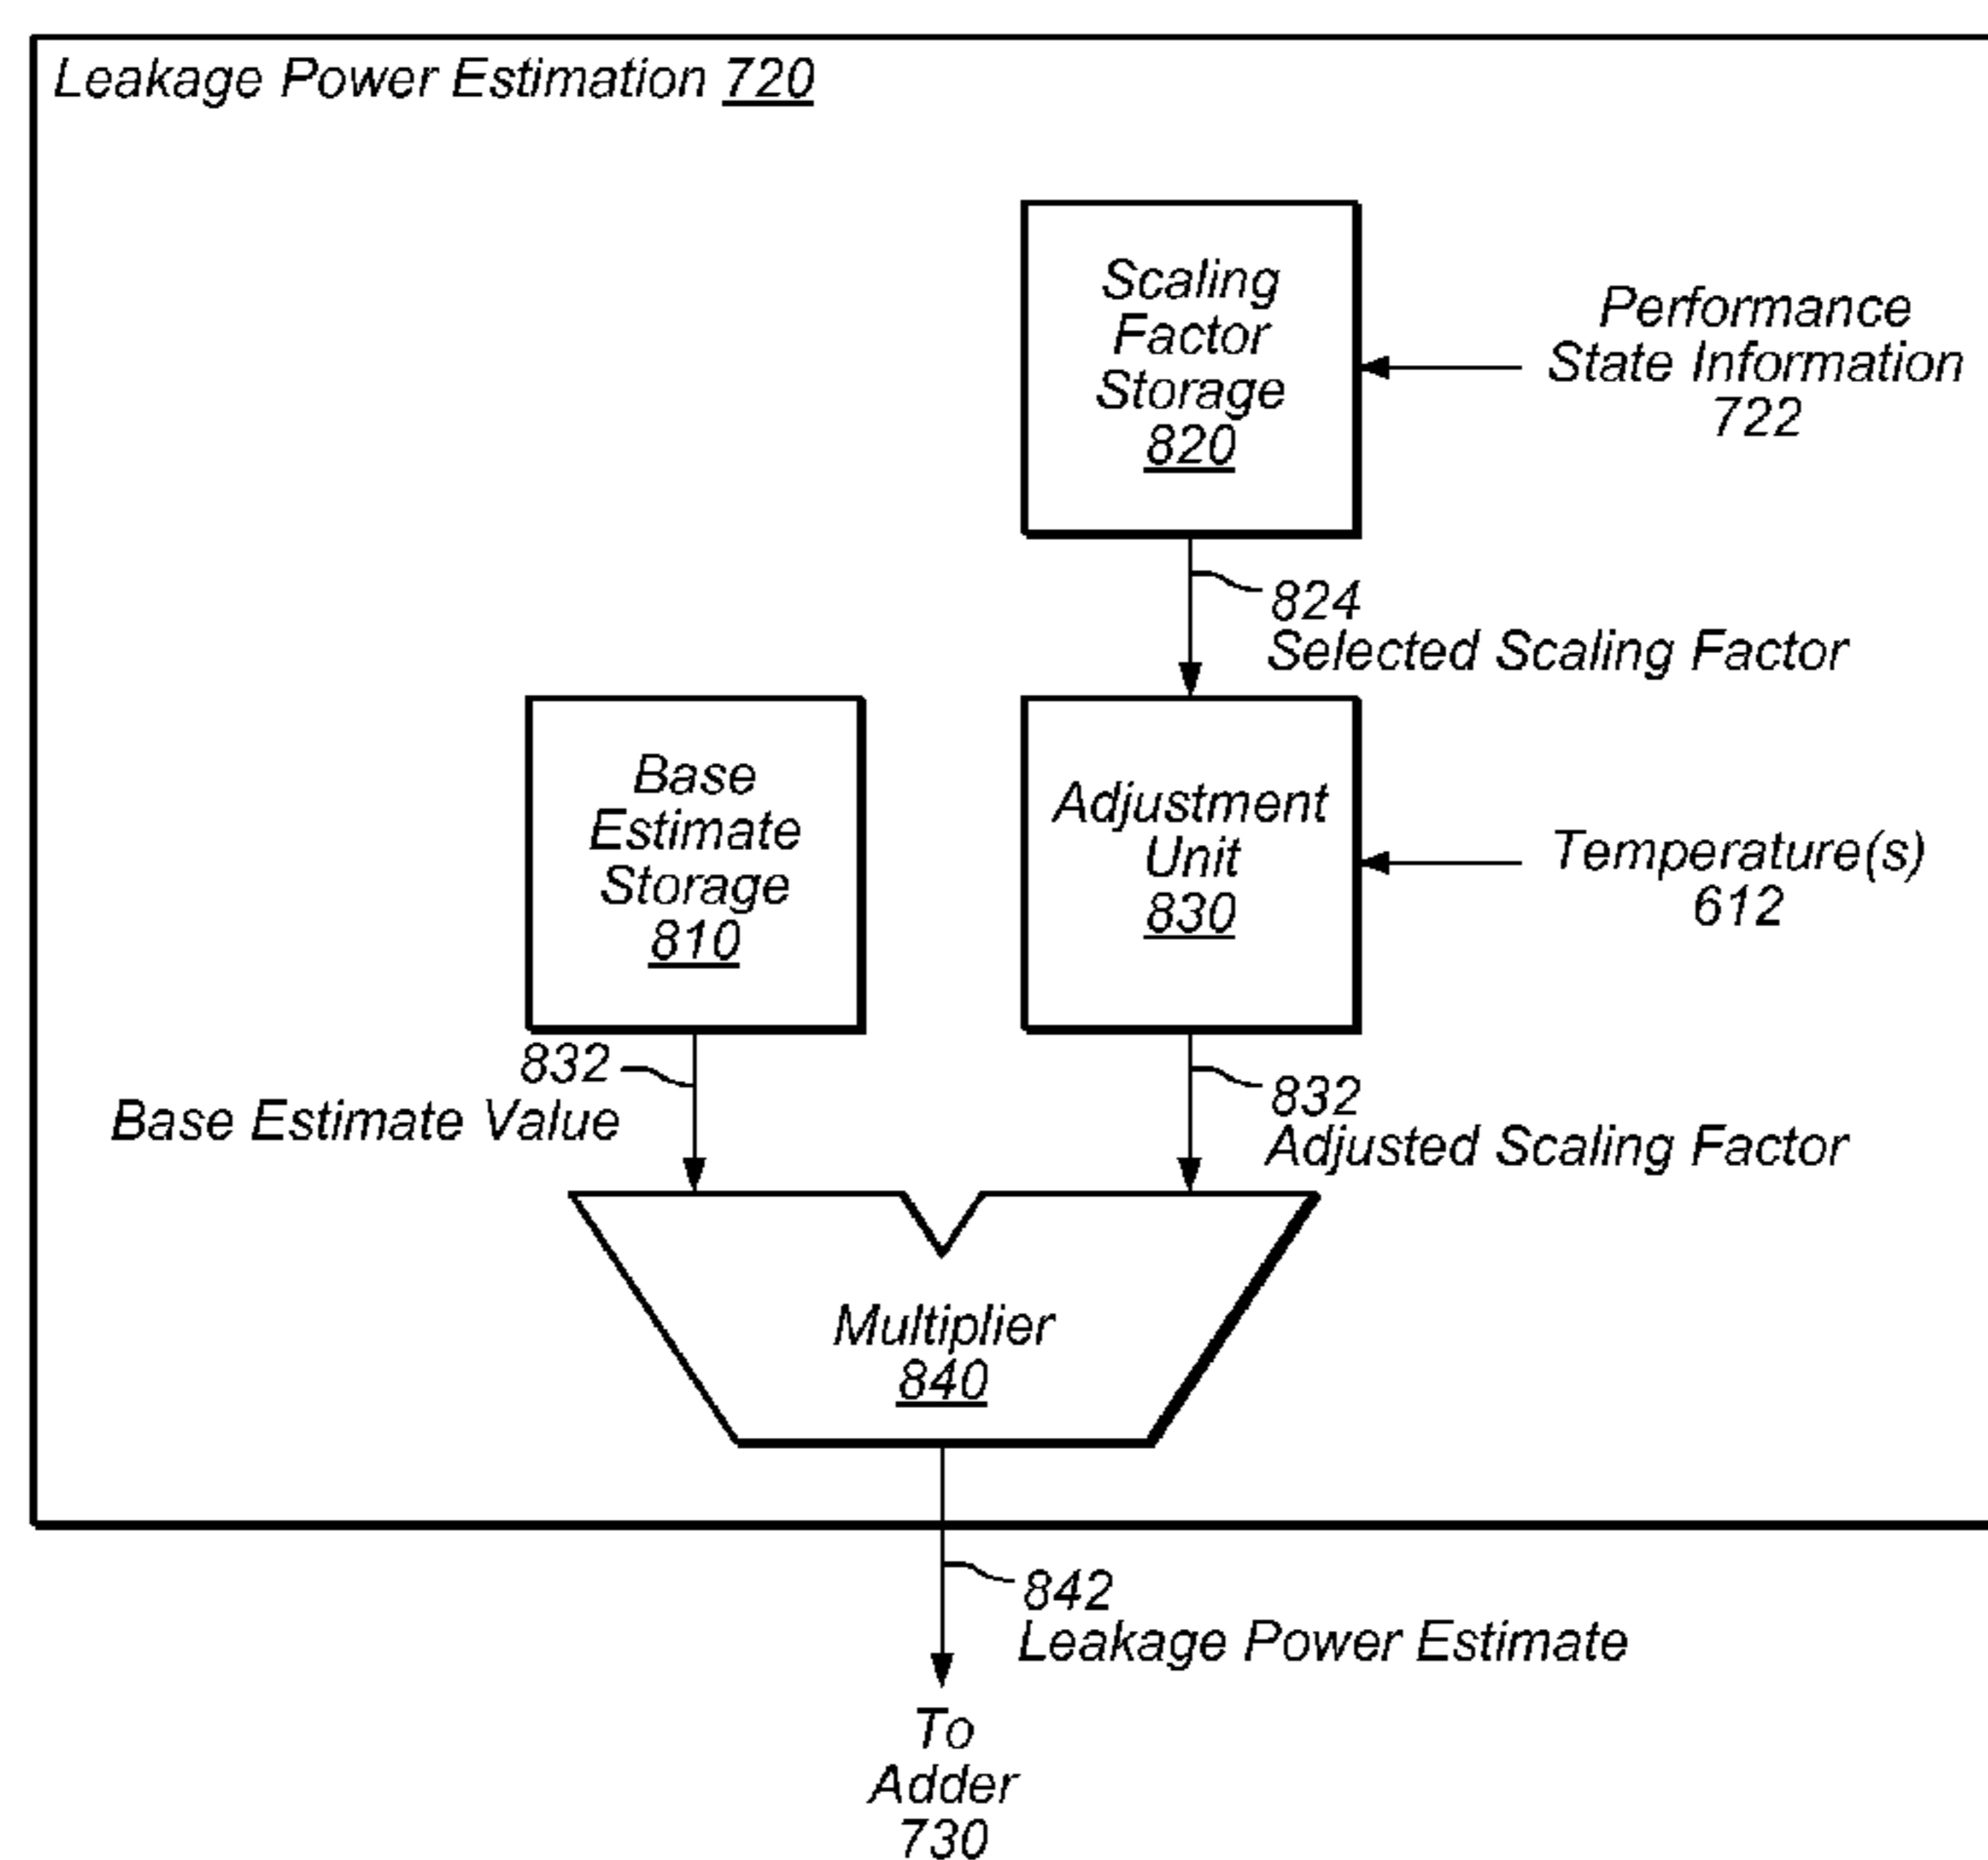 Leakage Power Estimation 720
Scaling
Factor
Storage
820
Performance
State Information
722
824
Selected Scaling Factor
Base
Estimate
Storage
810
Adjustment
Unit
830
Temperature(s)
612
832
Base Estimate Value
832
Adjusted Scaling Factor
Multiplier
840
842
Leakage Power Estimate
To
Adder
730